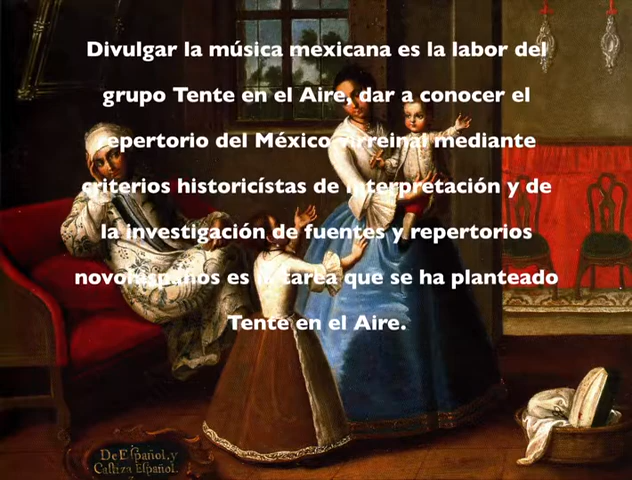 Divulgar la música mexicana es la labor del
grupo Tente en el Aire, dar a conocer el
repertorio del México virreinal mediante
criterios historicístas de interpretación y de
la investigación de fuentes y repertorios
novohispanos es la tarea que se ha planteado
Tente en el Aire.
De Español. y
Castiza Español.